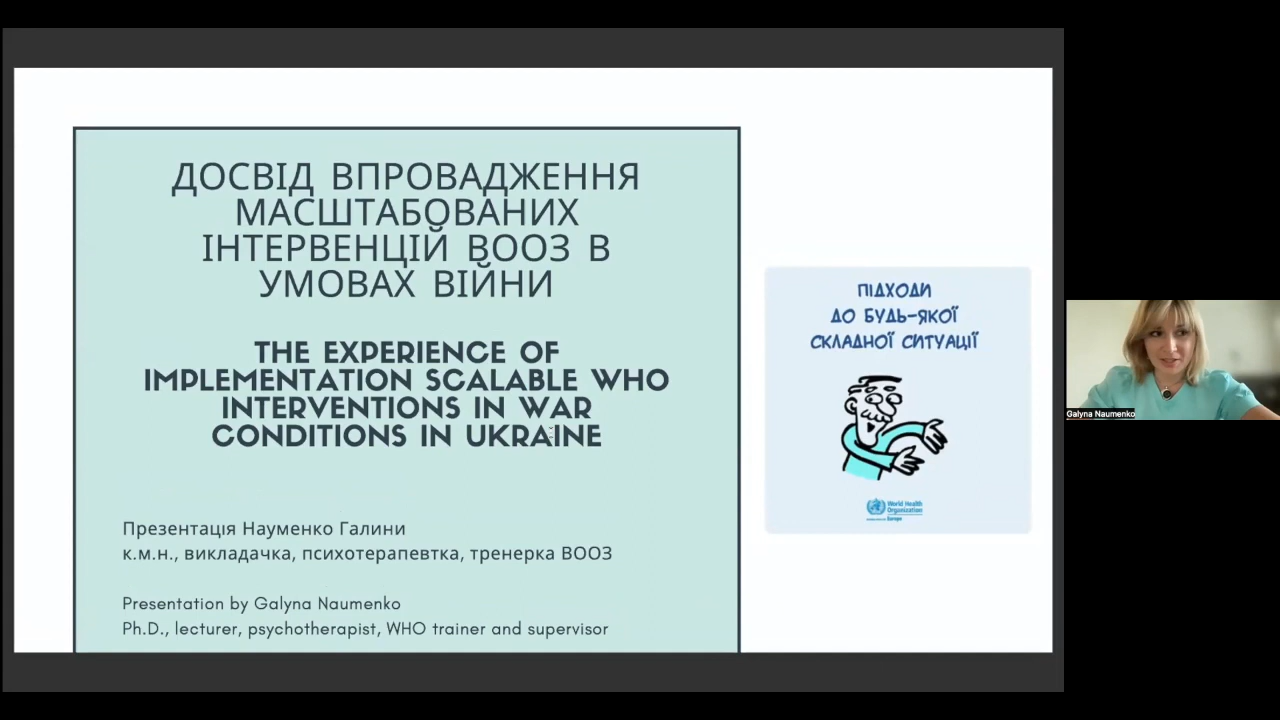 ДОСВІД ВПРОВАДЖЕННЯ
МАСШТАБОВАНИХ
ІНТЕРВЕНЦІЙ ВООЗ В
УМОВАХ ВІЙНИ
THE EXPERIENCE OF
IMPLEMENTATION SCALABLE WHO
INTERVENTIONS IN WAR
CONDITIONS IN UKRAINE
Презентація Науменко Галини
к.м.н., викладачка, психотерапевтка, тренерка ВООЗ
Presentation by Galyna Naumenko
Ph.D., lecturer, psychotherapist, WHO trainer and supervisor
ПІДХОДИ
ДО БУДЬ-ЯКОЇ
СКЛАДНОЇ СИТУАЦІЇ
World Health
Organization
Europe
Galyna Naumenko